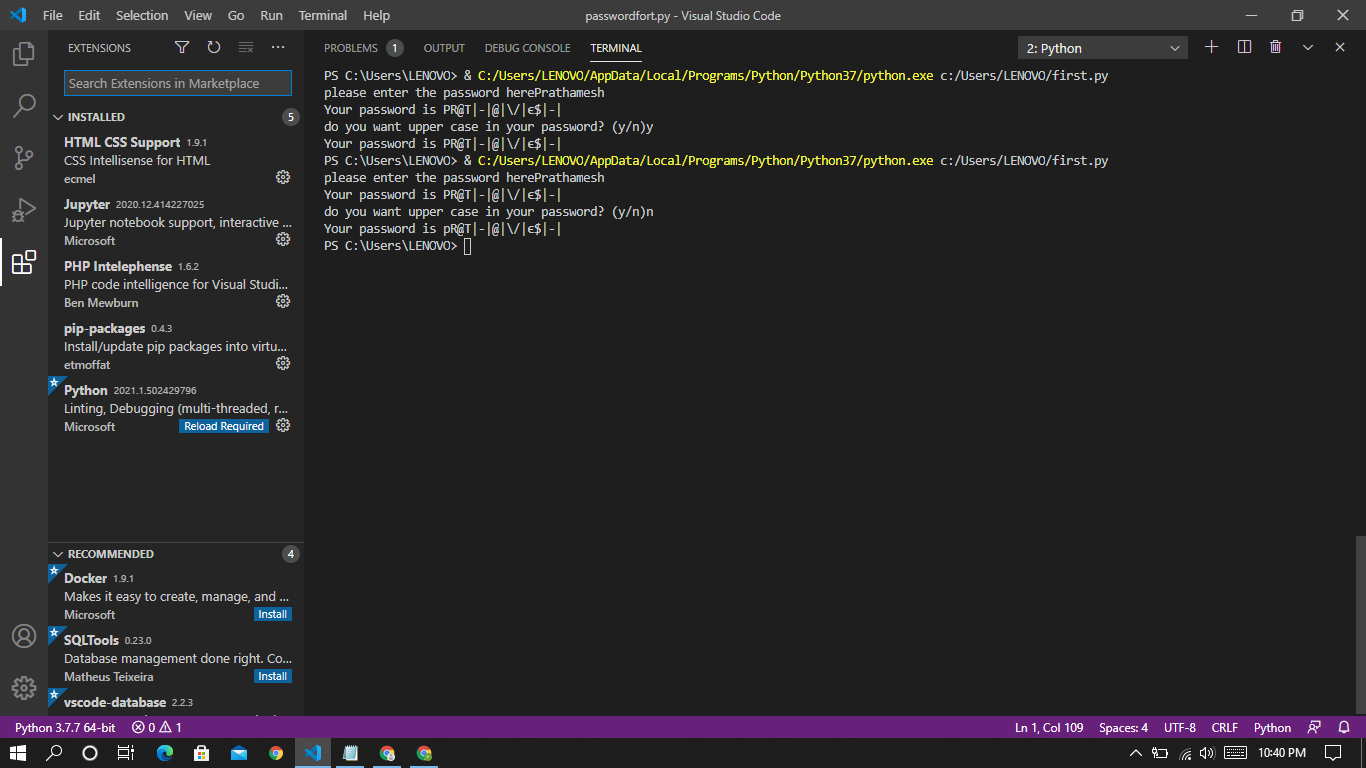 File Edit Selection View Go Run Terminal Help passwordfort.py - Visual Studio Code
EXTENSIONS
Search Extensions in Marketplace
INSTALLED 5
HTML CSS Support 1.9.1
CSS Intellisense for HTML
ecmel
Jupyter 2020.12.414227025
Jupyter notebook support, interactive ...
Microsoft
PHP Intelephense 1.6.2
PHP code intelligence for Visual Studi...
Ben Mewburn
pip-packages 0.4.3
Install/update pip packages into virtu...
etmoffat
Python 2021.1.502429796
Linting, Debugging (multi-threaded, r...
Microsoft Reload Required
RECOMMENDED 4
Docker 1.9.1
Makes it easy to create, manage, and ...
Microsoft Install
SQLTools 0.23.0
Database management done right. Co...
Matheus Teixeira Install
vscode-database 2.2.3
PROBLEMS 1 OUTPUT DEBUG CONSOLE TERMINAL 2: Python
PS C:\Users\LENOVO> & C:/Users/LENOVO/AppData/Local/Programs/Python/Python37/python.exe c:/Users/LENOVO/first.py
please enter the password herePrathamesh
Your password is PR@T|-|@|\/|€$|-|
do you want upper case in your password? (y/n)y
Your password is PR@T|-|@|\/|€$|-|
PS C:\Users\LENOVO> & C:/Users/LENOVO/AppData/Local/Programs/Python/Python37/python.exe c:/Users/LENOVO/first.py
please enter the password herePrathamesh
Your password is PR@T|-|@|\/|€$|-|
do you want upper case in your password? (y/n)n
Your password is pR@T|-|@|\/|€$|-|
PS C:\Users\LENOVO>
Python 3.7.7 64-bit 0 1 Ln 1, Col 109 Spaces: 4 UTF-8 CRLF Python
10:40 PM